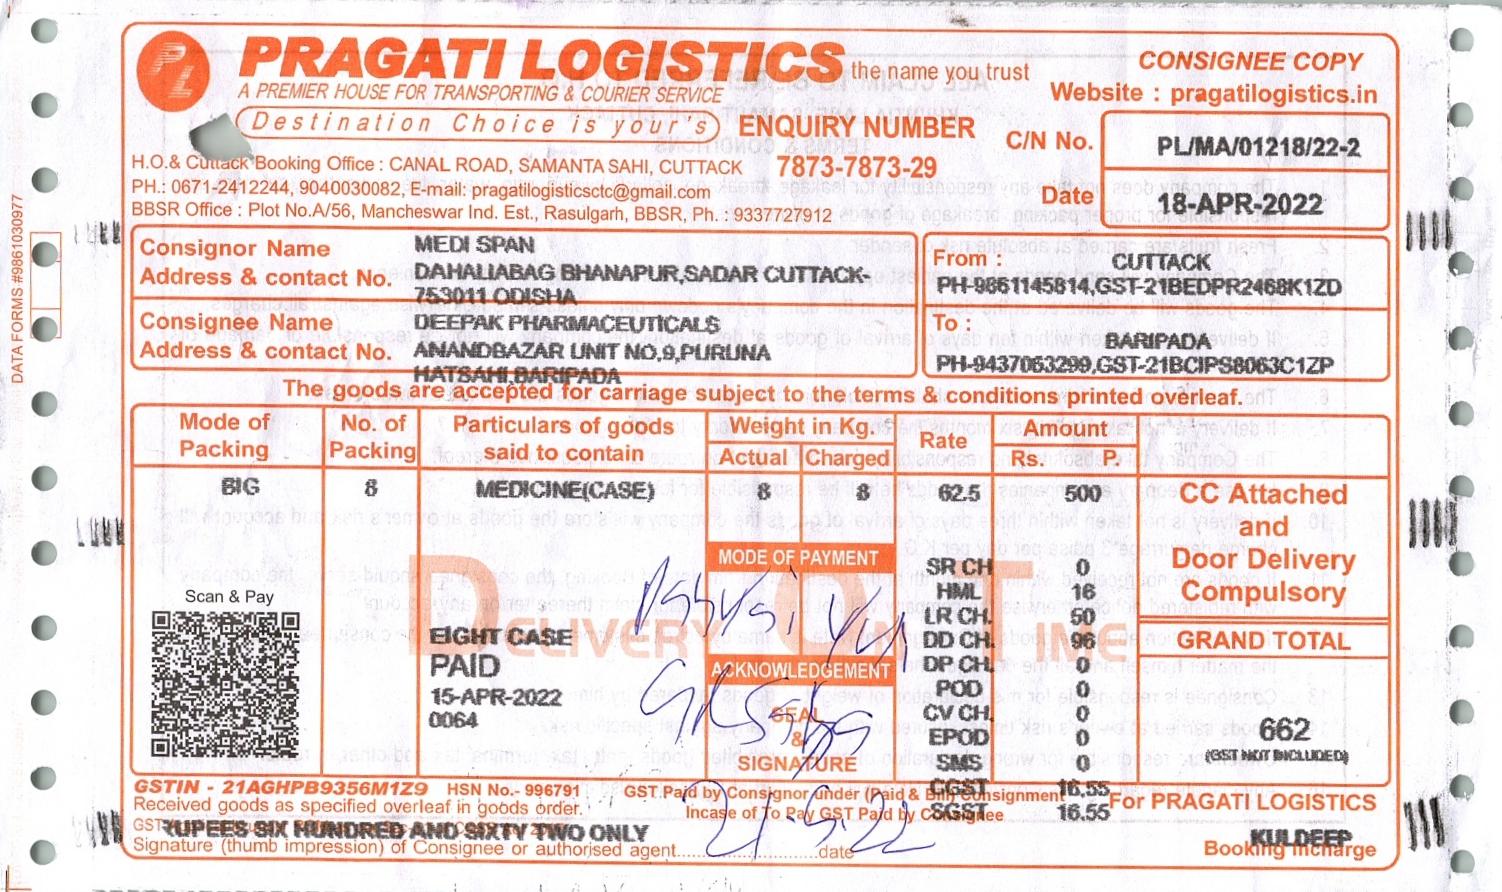 PRAGATI LOGISTICS the name you trust
A PREMIER HOUSE FOR TRANSPORTING & COURIER SERVICE
Destination Choice is your's
CONSIGNEE COPY
Website : pragatilogistics.in
ENQUIRY NUMBER
7873-7873-29
C/N No. PL/MA/01218/22-2
Date 18-APR-2022
H.O.& Cuttack Booking Office : CANAL ROAD, SAMANTA SAHI, CUTTACK
PH.: 0671-2412244, 9040030082, E-mail: pragatilogisticsctc@gmail.com
BBSR Office : Plot No.A/56, Mancheswar Ind. Est., Rasulgarh, BBSR, Ph. : 9337727912
DATA FORMS #9861030977
Consignor Name MEDI SPAN
Address & contact No. DAHALIABAG BHANAPUR,SADAR CUTTACK-
753011 ODISHA
From : CUTTACK
PH-9861145814,GST-21BEDPR2468K1ZD
Consignee Name DEEPAK PHARMACEUTICALS
Address & contact No. ANANDBAZAR UNIT NO,9,PURUNA
HATSAHI,BARIPADA
To : BARIPADA
PH-9437063299,GST-21BCIPS8063C1ZP
The goods are accepted for carriage subject to the terms & conditions printed overleaf.
Mode of Packing No. of Packing Particulars of goods said to contain Weight in Kg. Actual Charged Rate Amount Rs. P.
BIG 8 MEDICINE(CASE) 8 8 62.5 500
CC Attached
and
Door Delivery
Compulsory
GRAND TOTAL
662
(GST NOT INCLUDED)
Scan & Pay
DELIVERY ON TIME
EIGHT CASE
PAID
15-APR-2022
0064
MODE OF PAYMENT
ACKNOWLEDGEMENT
SEAL
&
SIGNATURE
SR CH 0
HML 16
LR CH. 50
DD CH. 96
DP CH. 0
POD 0
CW CH. 0
EPOD 0
SMS 0
CGST 16.55
SGST 16.55
GSTIN - 21AGHPB9356M1Z9 HSN No.- 996791
GST Paid by Consignor under (Paid & Bill) Consignment
Incase of To Pay GST Paid by Consignee
Received goods as specified overleaf in goods order.
RUPEES SIX HUNDRED AND SIXTY TWO ONLY
Signature (thumb impression) of Consignee or authorised agent..............................date
For PRAGATI LOGISTICS
KULDEEP
Booking Incharge